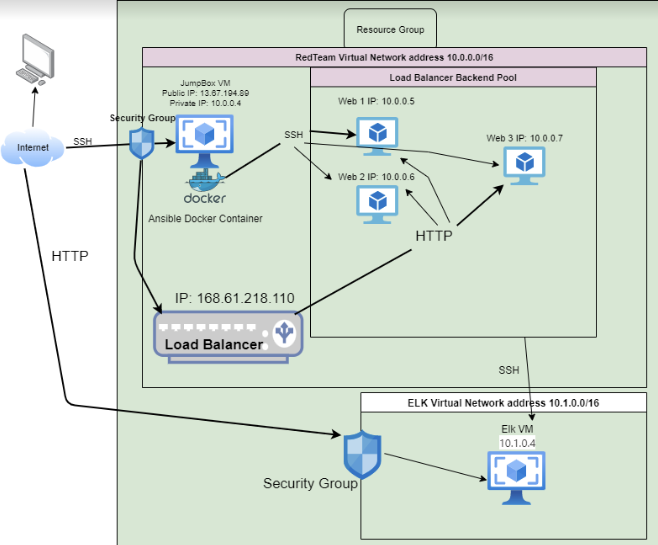 Resource Group
RedTeam Virtual Network address 10.0.0.0/16
JumpBox VM
Public IP: 13.67.194.89
Private IP: 10.0.0.4
Load Balancer Backend Pool
Web 1 IP: 10.0.0.5
Security Group
Internet
SSH
SSH
Web 3 IP: 10.0.0.7
Web 2 IP: 10.0.0.6
docker
Ansible Docker Container
HTTP
HTTP
IP: 168.61.218.110
Load Balancer
SSH
ELK Virtual Network address 10.1.0.0/16
Elk VM
10.1.0.4
Security Group